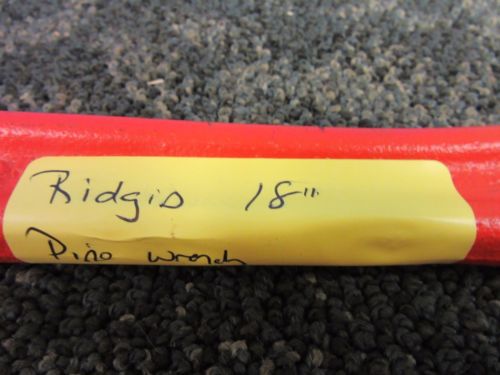 Ridgid 18"
Pipe wrench